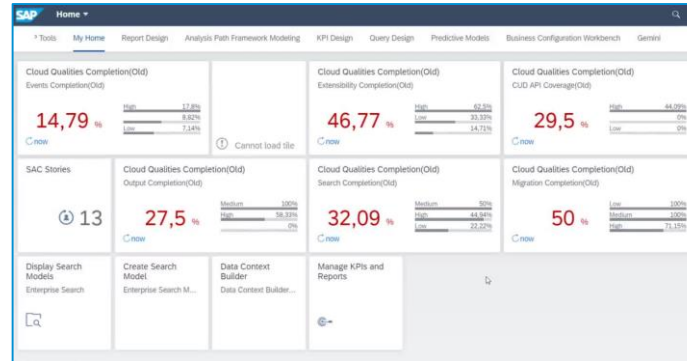 SAP Home
Tools My Home Report Design Analysis Path Framework Modeling KPI Design Query Design Predictive Models Business Configuration Workbench Gemini
Cloud Qualities Completion(Old)
Events Completion(Old)
14,79 %
High 17,8%
9,82%
Low 7,14%
now
Cannot load tile
Cloud Qualities Completion(Old)
Extensibility Completion(Old)
46,77 %
High 62,5%
Low 33,33%
14,71%
now
Cloud Qualities Completion(Old)
CUD API Coverage(Old)
29,5 %
High 44,09%
0%
Low 0%
now
SAC Stories
13
Cloud Qualities Completion(Old)
Output Completion(Old)
27,5 %
Medium 100%
High 58,33%
0%
now
Cloud Qualities Completion(Old)
Search Completion(Old)
32,09 %
Medium 50%
High 44,94%
Low 22,22%
now
Cloud Qualities Completion(Old)
Migration Completion(Old)
50 %
Low 100%
Medium 100%
High 71,15%
now
Display Search
Models
Enterprise Search
Create Search
Model
Enterprise Search M...
Data Context
Builder
Data Context Builder...
Manage KPIs and
Reports